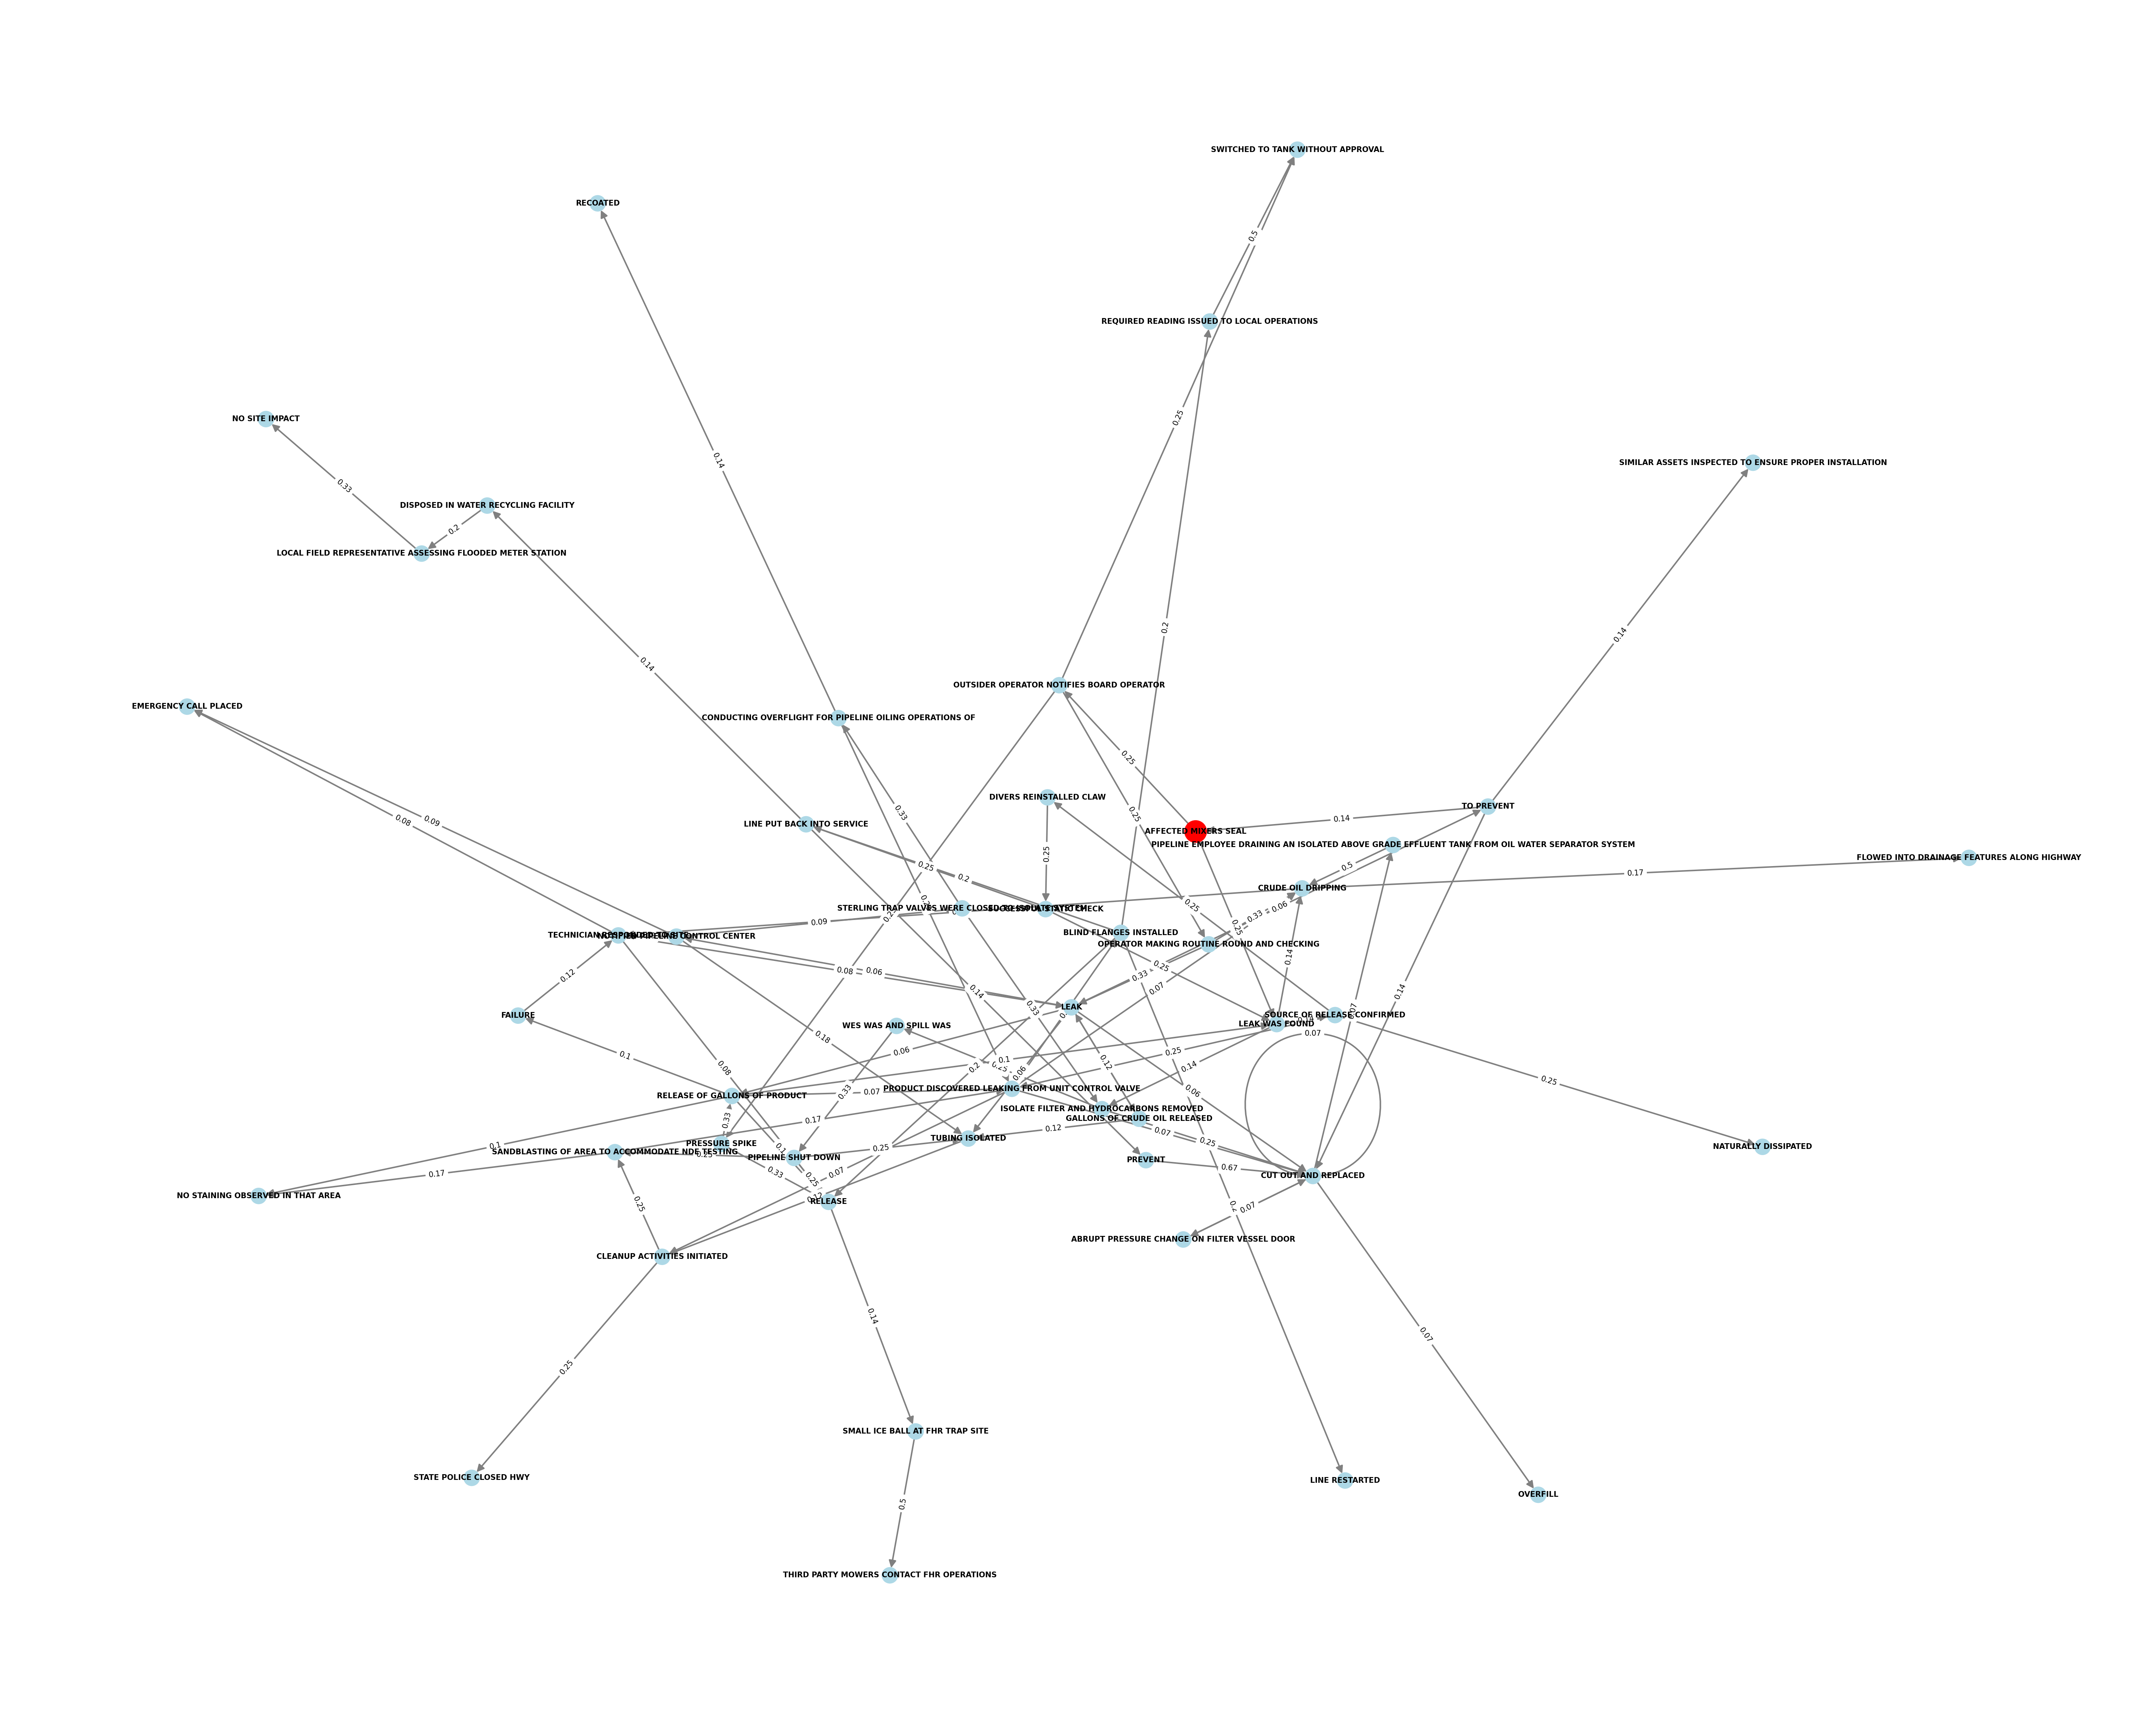 SWITCHED TO TANK WITHOUT APPROVAL
RECOATED
0.5
REQUIRED READING ISSUED TO LOCAL OPERATIONS
NO SITE IMPACT
0.25
0.14
SIMILAR ASSETS INSPECTED TO ENSURE PROPER INSTALLATION
0.33
DISPOSED IN WATER RECYCLING FACILITY
0.2
LOCAL FIELD REPRESENTATIVE ASSESSING FLOODED METER STATION
0.2
0.14
0.14
OUTSIDER OPERATOR NOTIFIES BOARD OPERATOR
EMERGENCY CALL PLACED
CONDUCTING OVERFLIGHT FOR PIPELINE OILING OPERATIONS OF
0.25
DIVERS REINSTALLED CLAW
TO PREVENT
0.33
0.25
0.14
0.08
0.09
LINE PUT BACK INTO SERVICE
AFFECTED MIXERS SEAL
PIPELINE EMPLOYEE DRAINING AN ISOLATED ABOVE GRADE EFFLUENT TANK FROM OIL WATER SEPARATOR SYSTEM
0.25
FLOWED INTO DRAINAGE FEATURES ALONG HIGHWAY
0.25
0.2
0.5
0.17
CRUDE OIL DRIPPING
0.25
0.06
STERLING TRAP VALVES WERE CLOSED TO ISOLATE SYSTEM
SUCCESSFUL STATIC CHECK
0.33
0.09
0.25
BLIND FLANGES INSTALLED
TECHNICIAN RESPONDED TO SITE
NOTIFIED PIPELINE CONTROL CENTER
OPERATOR MAKING ROUTINE ROUND AND CHECKING
0.14
0.08
0.06
0.25
0.33
0.12
0.07
0.14
0.14
LEAK
0.33
0.07
FAILURE
SOURCE OF RELEASE CONFIRMED
LEAK WAS FOUND
WES WAS AND SPILL WAS
0.18
0.07
0.06
0.25
0.1
0.1
0.12
0.14
0.08
0.2
0.06
0.25
0.33
0.07
0.06
PRODUCT DISCOVERED LEAKING FROM UNIT CONTROL VALVE
RELEASE OF GALLONS OF PRODUCT
ISOLATE FILTER AND HYDROCARBONS REMOVED
GALLONS OF CRUDE OIL RELEASED
0.33
0.17
0.12
0.07
0.25
TUBING ISOLATED
PRESSURE SPIKE
0.1
0.25
NATURALLY DISSIPATED
SANDBLASTING OF AREA TO ACCOMMODATE NDE TESTING
0.25
PIPELINE SHUT DOWN
PREVENT
0.67
0.17
0.33
0.07
0.25
CUT OUT AND REPLACED
NO STAINING OBSERVED IN THAT AREA
RELEASE
0.25
0.07
ABRUPT PRESSURE CHANGE ON FILTER VESSEL DOOR
CLEANUP ACTIVITIES INITIATED
0.14
0.07
0.25
SMALL ICE BALL AT FHR TRAP SITE
STATE POLICE CLOSED HWY
LINE RESTARTED
OVERFILL
0.5
THIRD PARTY MOWERS CONTACT FHR OPERATIONS